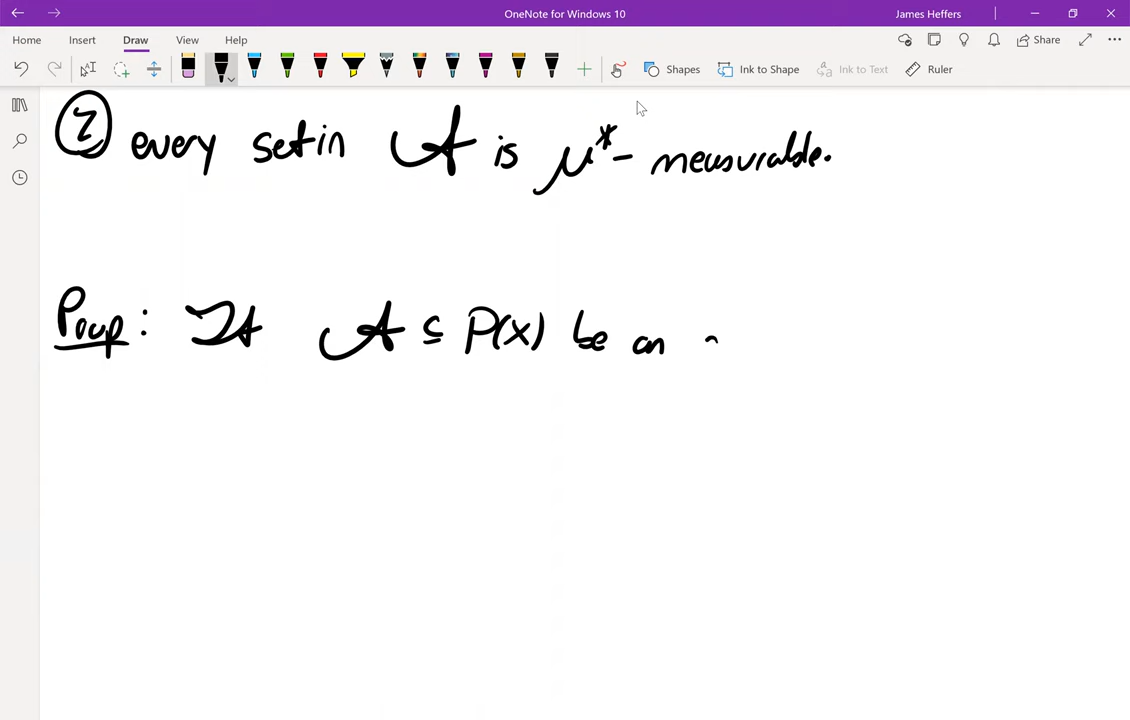 OneNote for Windows 10
James Heffers
Home Insert Draw View Help
Share
Shapes Ink to Shape Ink to Text Ruler
② every set in A is μ*- measurable.
Prop: If A ⊆ P(X) be an